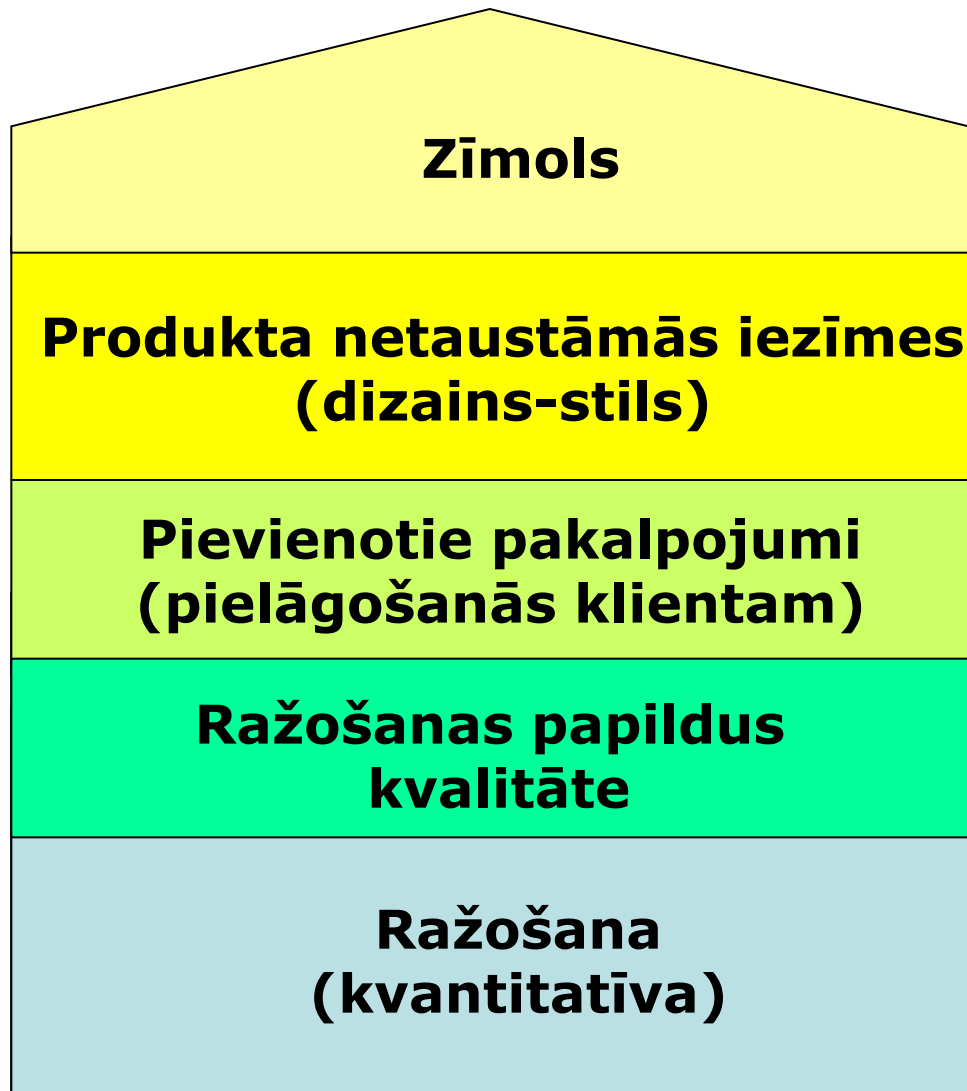 Zīmols
Produkta netaustāmās iezīmes
(dizains-stils)
Pievienotie pakalpojumi
(pielāgošanās klientam)
Ražošanas papildus
kvalitāte
Ražošana
(kvantitatīva)